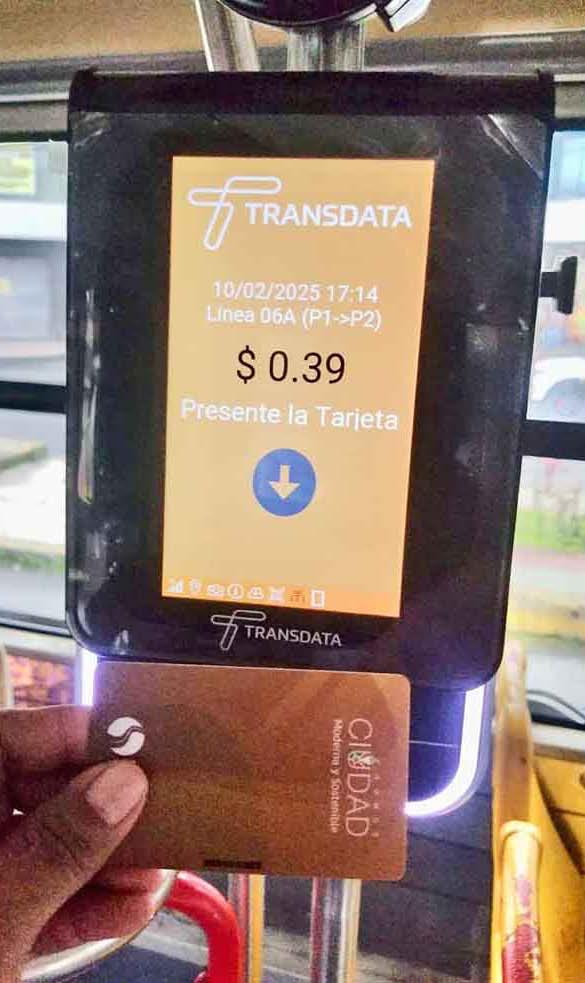 TRANSDATA
10/02/2025 17:14
Línea 06A (P1->P2)
$ 0.39
Presente la Tarjeta
TRANSDATA
SOMOS
CIUDAD
Moderna y Sostenible